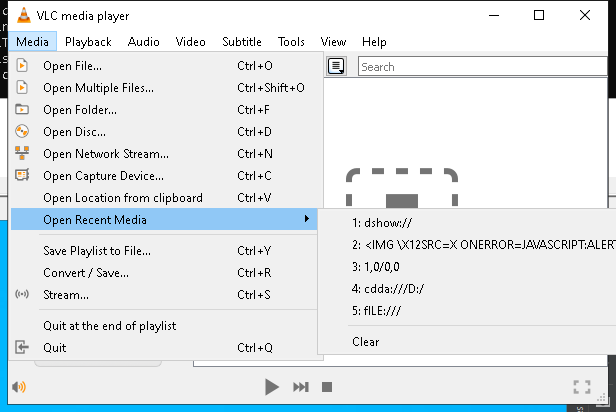 VLC media player
Media Playback Audio Video Subtitle Tools View Help
Open File... Ctrl+O
Search
Open Multiple Files... Ctrl+Shift+O
Open Folder... Ctrl+F
Open Disc... Ctrl+D
Open Network Stream... Ctrl+N
Open Capture Device... Ctrl+C
Open Location from clipboard Ctrl+V
Open Recent Media
1: dshow://
2: <IMG \X12SRC=X ONERROR=JAVASCRIPT:ALERT
3: 1,0/0,0
4: cdda:///D:/
5: fILE:///
Clear
Save Playlist to File... Ctrl+Y
Convert / Save... Ctrl+R
Stream... Ctrl+S
Quit at the end of playlist
Quit Ctrl+Q